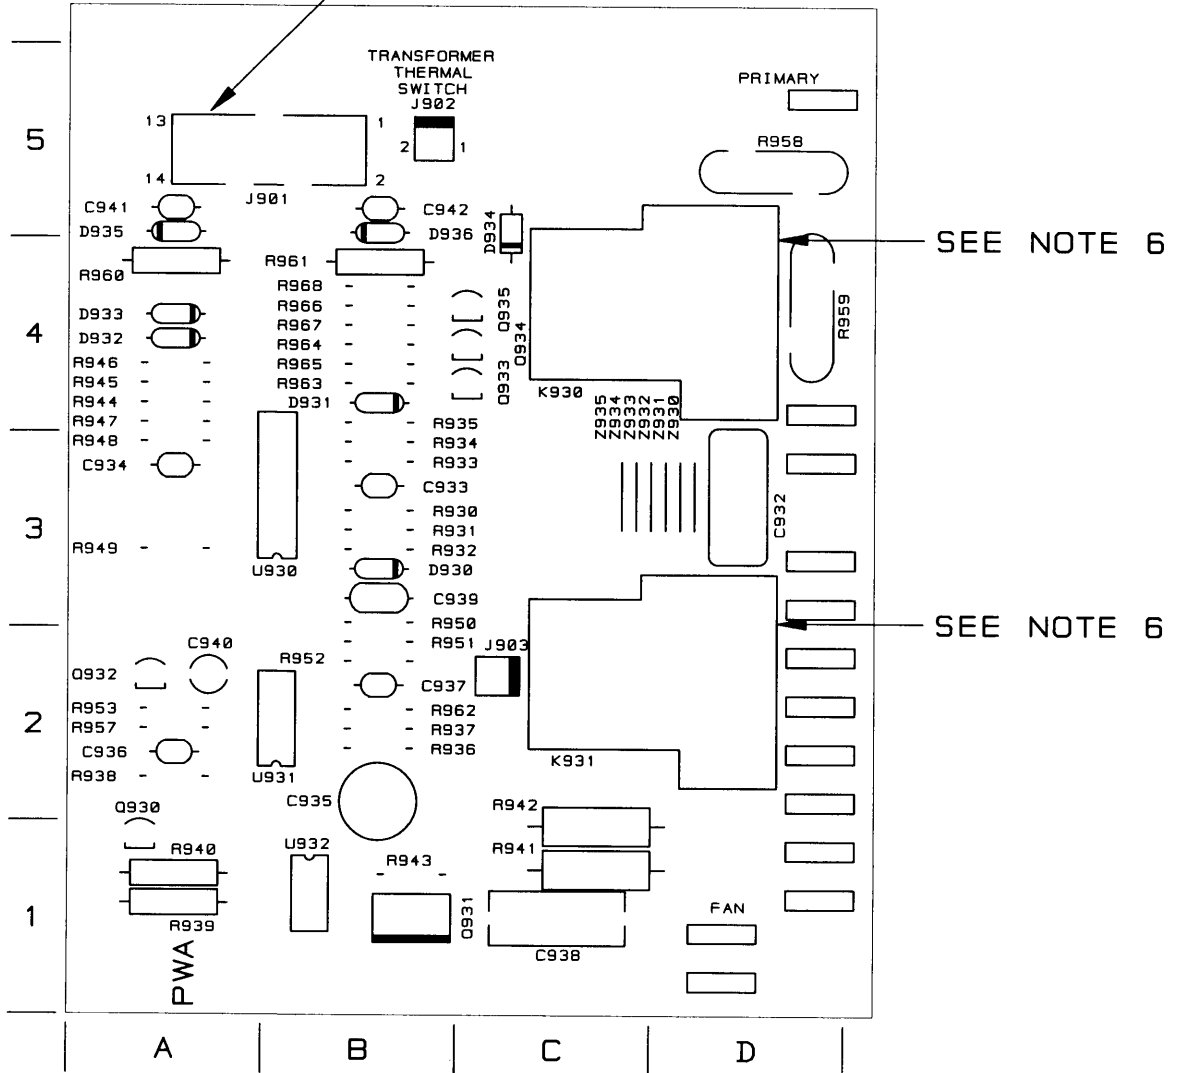 TRANSFORMER
THERMAL
SWITCH
J902
PRIMARY
5
13
1
2
1
R958
14
2
J901
C941
C942
D934
D935
D936
SEE NOTE 6
R960
R961
R968
Q935
R966
D933
R967
R959
4
D932
R964
Q934
R946
R965
R945
R963
Q933
K930
R944
D931
Z935
Z934
Z933
Z932
Z931
Z930
R947
R935
R948
R934
C934
R933
C933
C932
R930
3
R931
R949
R932
U930
D930
C939
R950
SEE NOTE 6
C940
R951
J903
R952
Q932
C937
R953
R962
2
R957
R937
C936
R936
K931
R938
U931
C935
Q930
R942
R940
U932
R943
R941
1
Q931
FAN
R939
C938
PWA
A
B
C
D